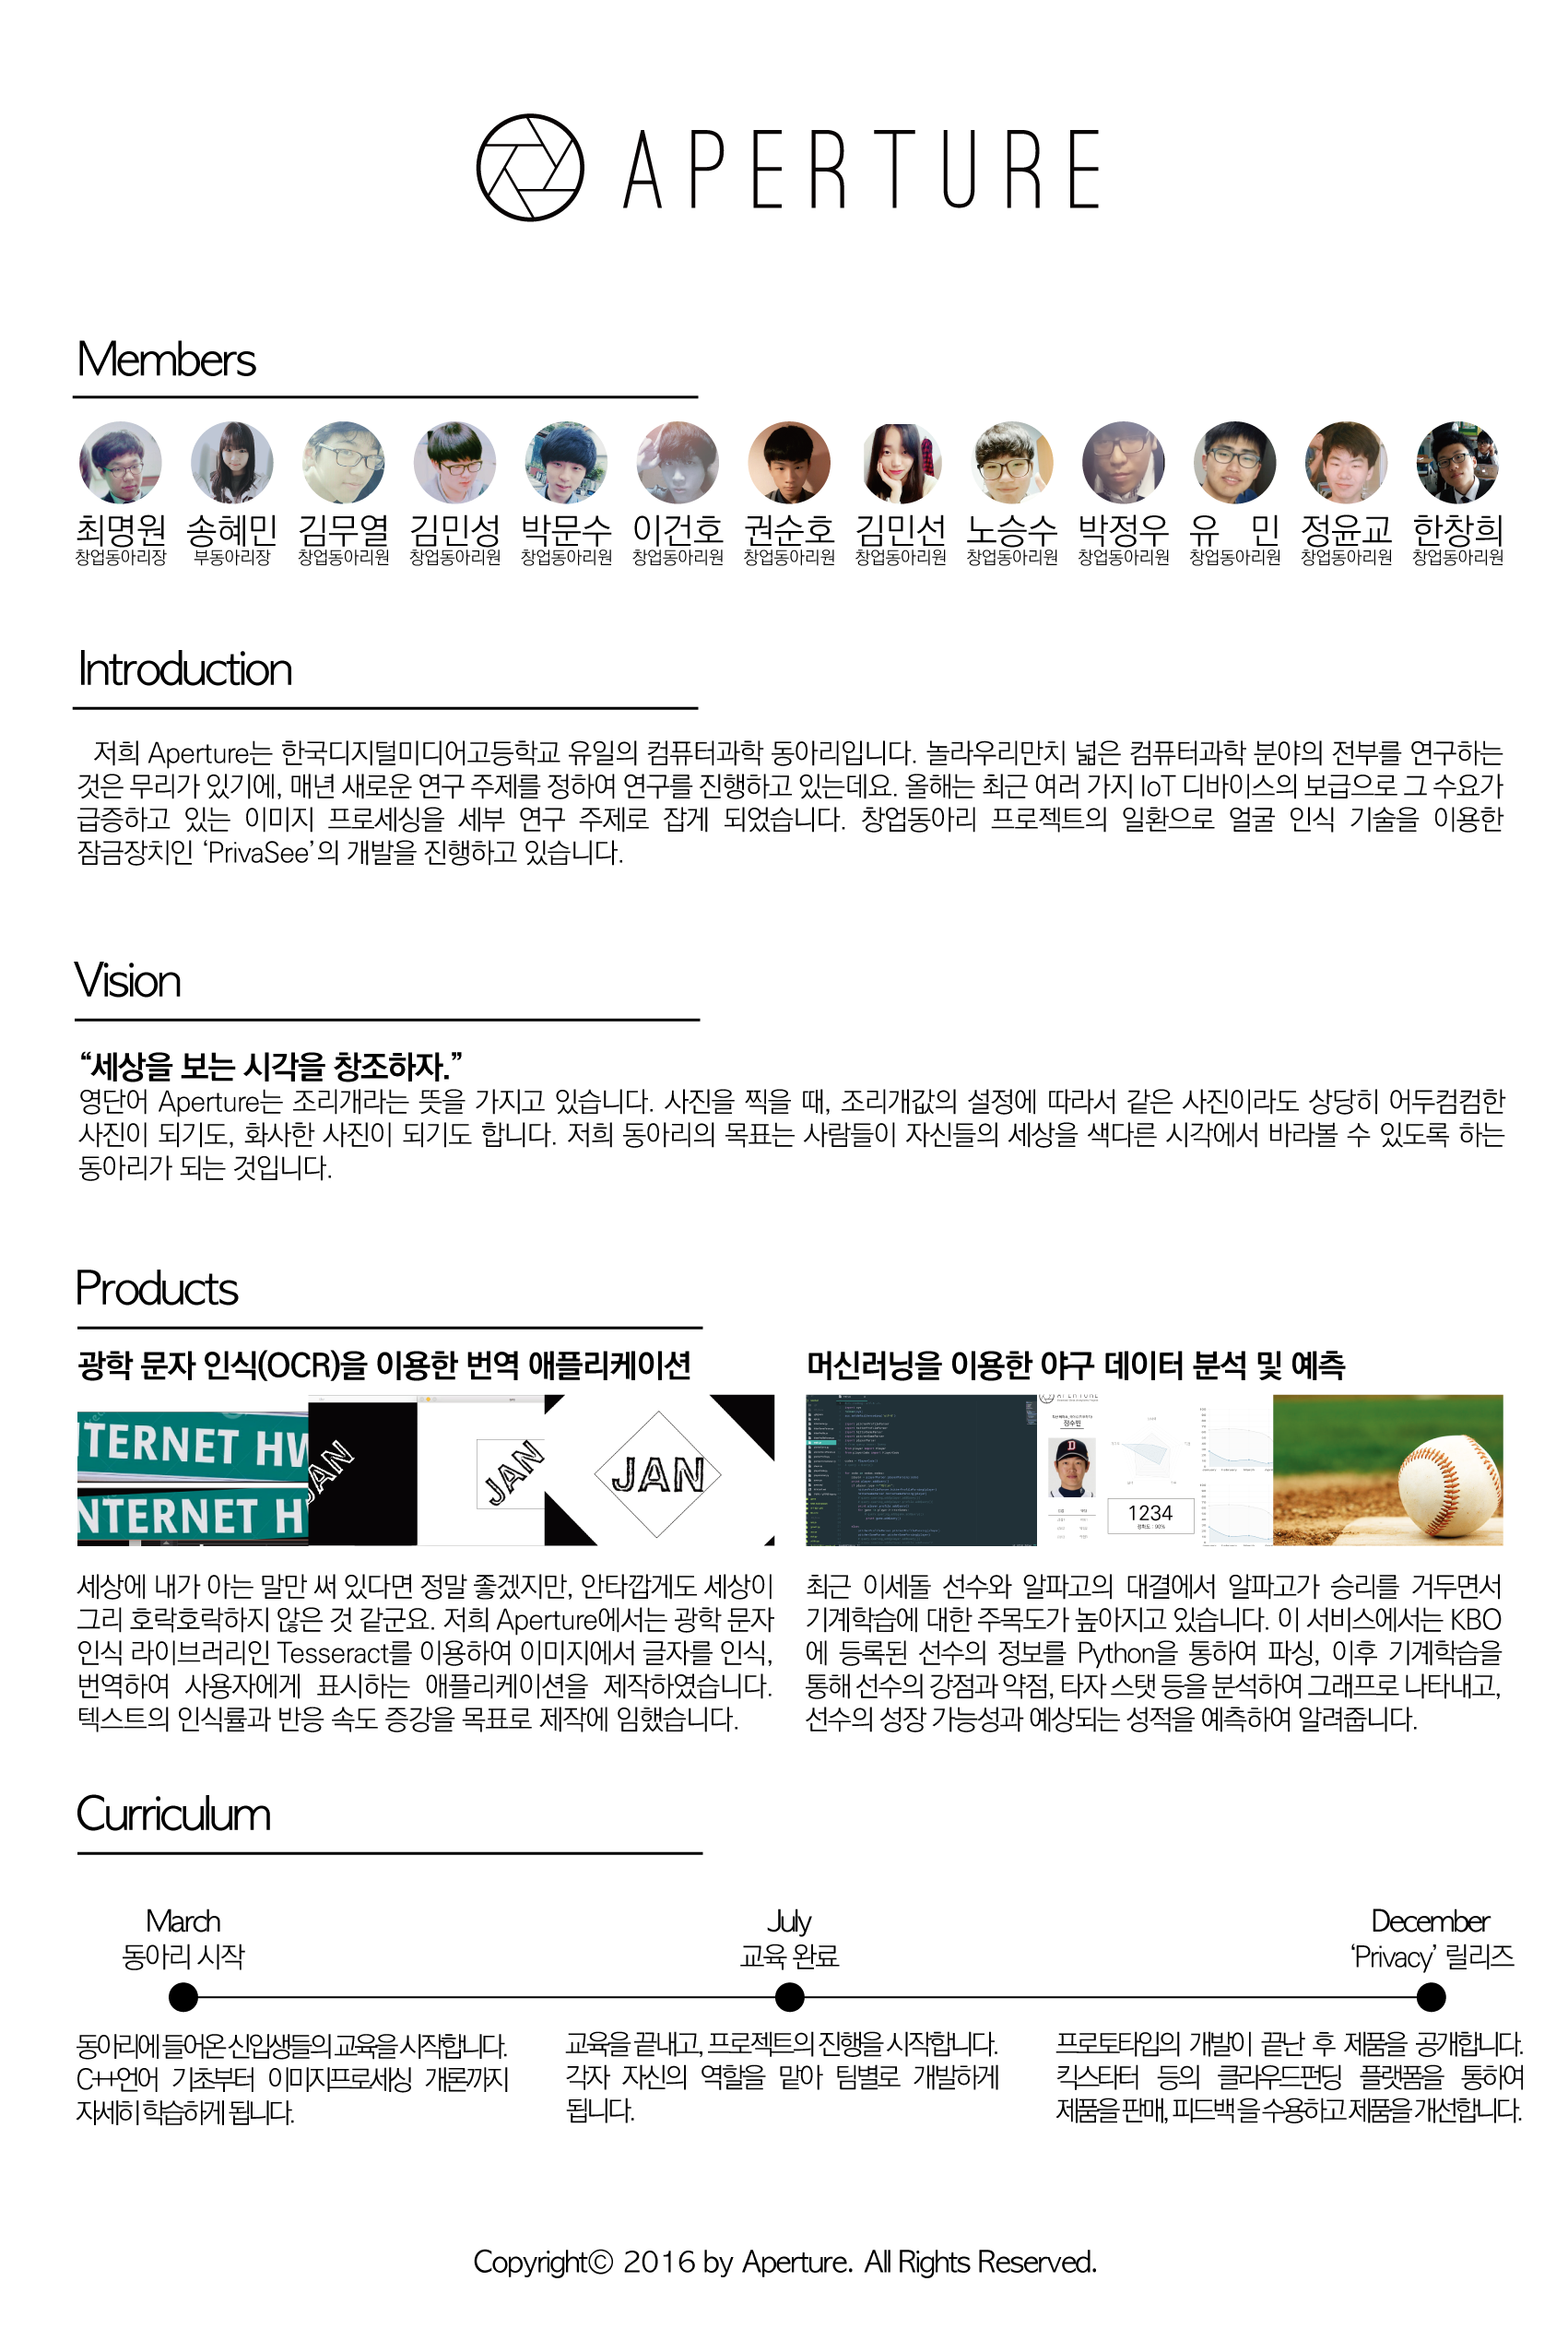 APERTURE
Members
최명원 송혜민 김무열 김민성 박문수 이건호 권순호 김민선 노승수 박정우 유 민 정윤교 한창희
창업동아리장 부동아리장 창업동아리원 창업동아리원 창업동아리원 창업동아리원 창업동아리원 창업동아리원 창업동아리원 창업동아리원 창업동아리원 창업동아리원 창업동아리원
Introduction
저희 Aperture는 한국디지털미디어고등학교 유일의 컴퓨터과학 동아리입니다. 놀라우리만치 넓은 컴퓨터과학 분야의 전부를 연구하는
것은 무리가 있기에, 매년 새로운 연구 주제를 정하여 연구를 진행하고 있는데요. 올해는 최근 여러 가지 IoT 디바이스의 보급으로 그 수요가
급증하고 있는 이미지 프로세싱을 세부 연구 주제로 잡게 되었습니다. 창업동아리 프로젝트의 일환으로 얼굴 인식 기술을 이용한
잠금장치인 ‘PrivaSee’의 개발을 진행하고 있습니다.
Vision
“세상을 보는 시각을 창조하자.”
영단어 Aperture는 조리개라는 뜻을 가지고 있습니다. 사진을 찍을 때, 조리개값의 설정에 따라서 같은 사진이라도 상당히 어두컴컴한
사진이 되기도, 화사한 사진이 되기도 합니다. 저희 동아리의 목표는 사람들이 자신들의 세상을 색다른 시각에서 바라볼 수 있도록 하는
동아리가 되는 것입니다.
Products
광학 문자 인식(OCR)을 이용한 번역 애플리케이션
NTERNET HW
NTERNET H
JAN
JAN
JAN
세상에 내가 아는 말만 써 있다면 정말 좋겠지만, 안타깝게도 세상이
그리 호락호락하지 않은 것 같군요. 저희 Aperture에서는 광학 문자
인식 라이브러리인 Tesseract를 이용하여 이미지에서 글자를 인식,
번역하여 사용자에게 표시하는 애플리케이션을 제작하였습니다.
텍스트의 인식률과 반응 속도 증강을 목표로 제작에 임했습니다.
머신러닝을 이용한 야구 데이터 분석 및 예측
APERTURE
정수빈
D
1234
정확도 : 90%
최근 이세돌 선수와 알파고의 대결에서 알파고가 승리를 거두면서
기계학습에 대한 주목도가 높아지고 있습니다. 이 서비스에서는 KBO
에 등록된 선수의 정보를 Python을 통하여 파싱, 이후 기계학습을
통해 선수의 강점과 약점, 타자 스탯 등을 분석하여 그래프로 나타내고,
선수의 성장 가능성과 예상되는 성적을 예측하여 알려줍니다.
Curriculum
March
동아리 시작
동아리에 들어온 신입생들의 교육을 시작합니다.
C++언어 기초부터 이미지프로세싱 개론까지
자세히 학습하게 됩니다.
July
교육 완료
교육을 끝내고, 프로젝트의 진행을 시작합니다.
각자 자신의 역할을 맡아 팀별로 개발하게
됩니다.
December
‘Privacy’ 릴리즈
프로토타입의 개발이 끝난 후 제품을 공개합니다.
킥스타터 등의 클라우드펀딩 플랫폼을 통하여
제품을 판매, 피드백을 수용하고 제품을 개선합니다.
Copyright© 2016 by Aperture. All Rights Reserved.